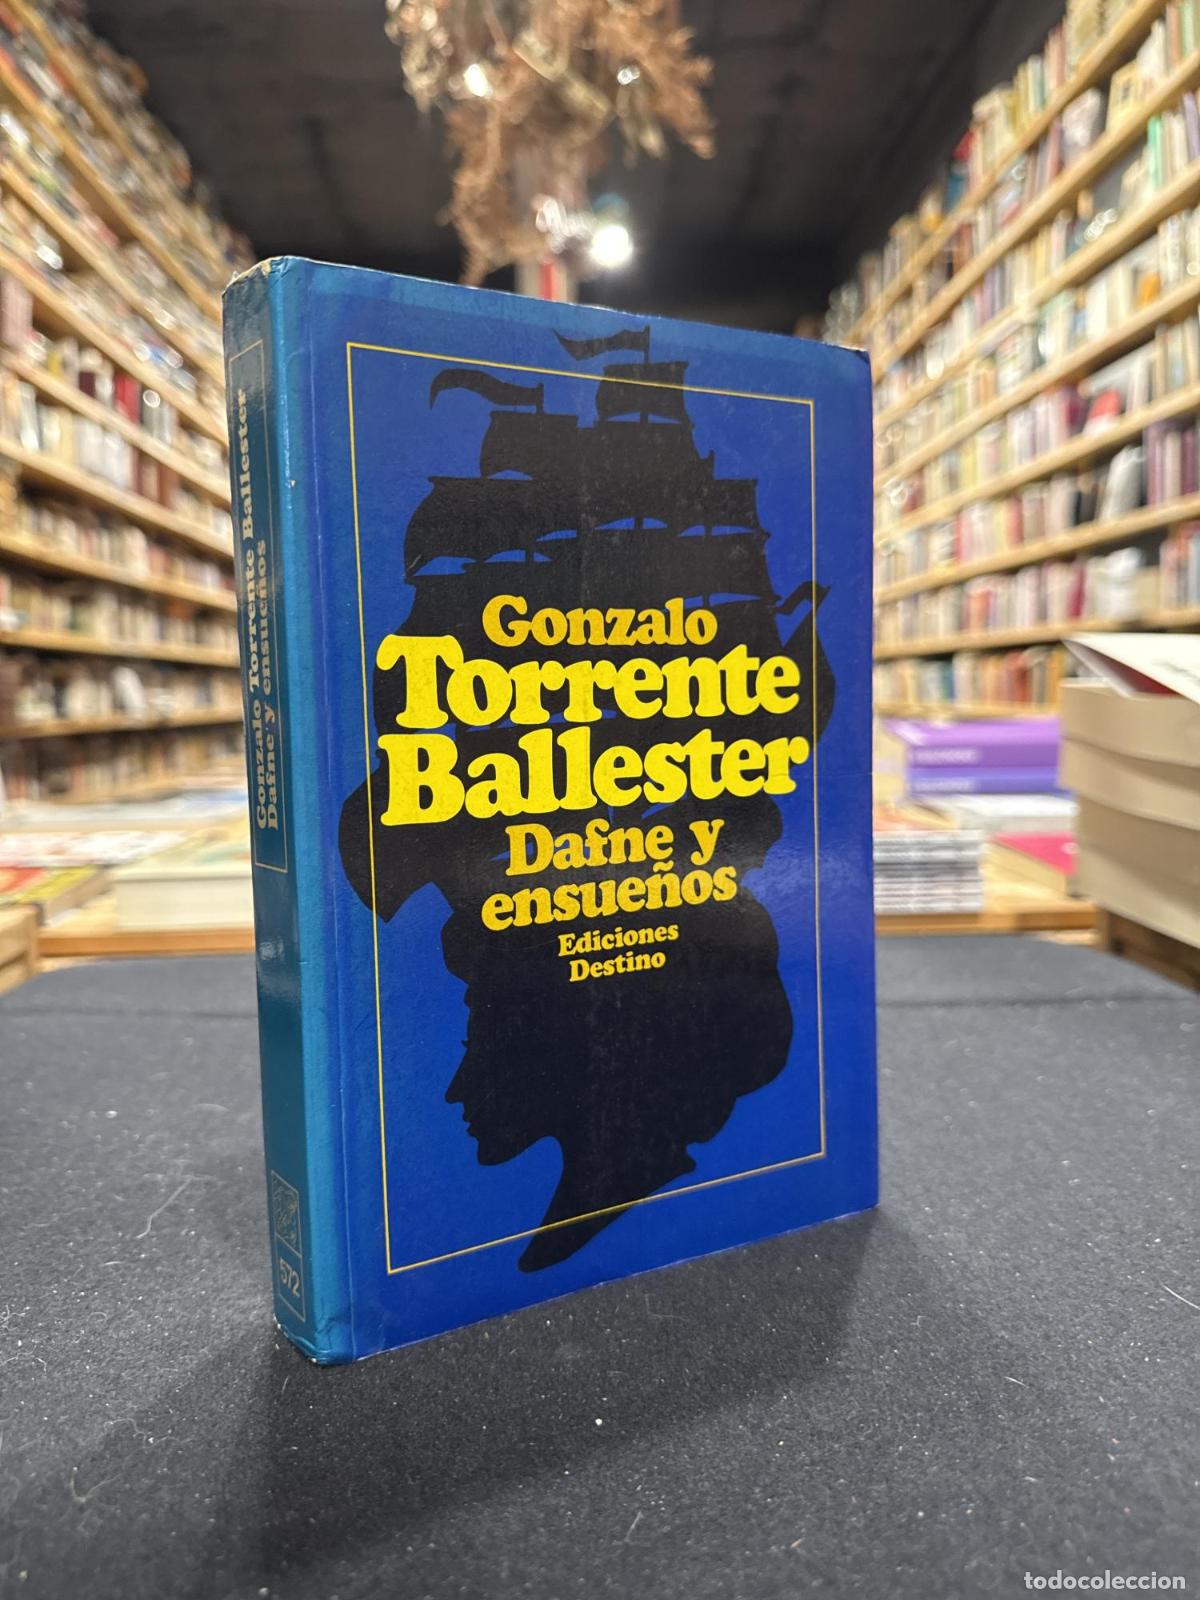 Gonzalo Torrente Ballester
Dafne y ensueños
572
Gonzalo
Torrente
Ballester
Dafne y
ensueños
Ediciones
Destino
todocoleccion